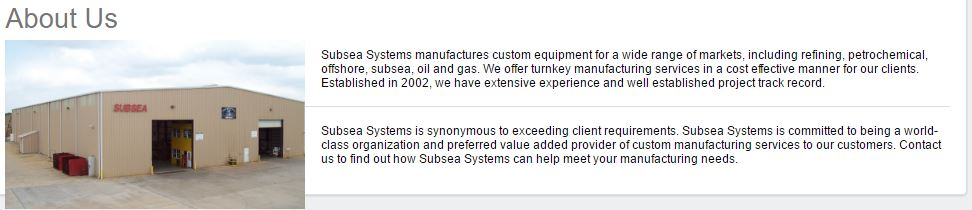 About Us
SUBSEA
Subsea Systems manufactures custom equipment for a wide range of markets, including refining, petrochemical,
offshore, subsea, oil and gas. We offer turnkey manufacturing services in a cost effective manner for our clients.
Established in 2002, we have extensive experience and well established project track record.
Subsea Systems is synonymous to exceeding client requirements. Subsea Systems is committed to being a world-
class organization and preferred value added provider of custom manufacturing services to our customers. Contact
us to find out how Subsea Systems can help meet your manufacturing needs.